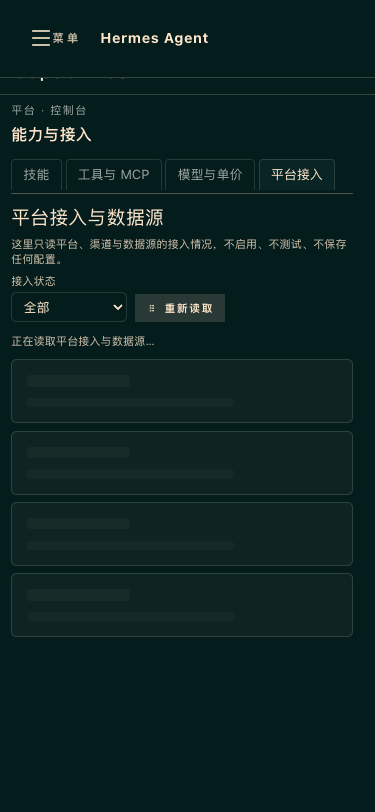 菜单
Hermes Agent
平台 · 控制台
能力与接入
技能
工具与 MCP
模型与单价
平台接入
平台接入与数据源
这里只读平台、渠道与数据源的接入情况，不启用、不测试、不保存
任何配置。
接入状态
全部
重新读取
正在读取平台接入与数据源…